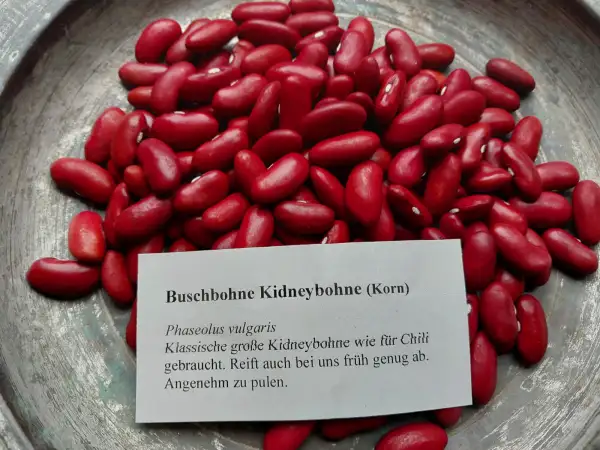 Buschbohne Kidneybohne (Korn)
Phaseolus vulgaris
Klassische große Kidneybohne wie für Chili
gebraucht. Reift auch bei uns früh genug ab.
Angenehm zu pulen.